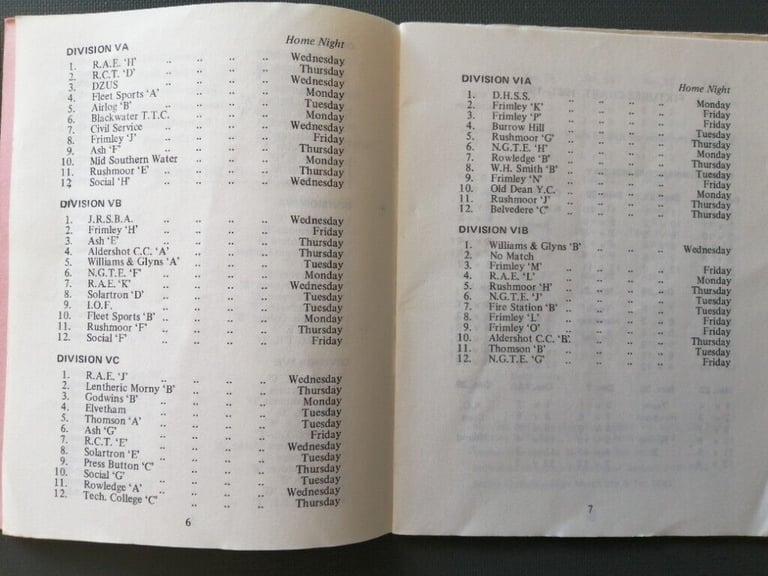 DIVISION VA Home Night
1. R.A.E. 'H' .. .. .. .. Wednesday
2. R.C.T. 'D' .. .. .. .. Thursday
3. DZUS .. .. .. .. Wednesday
4. Fleet Sports 'A' .. .. .. .. Monday
5. Airlog 'B' .. .. .. .. Tuesday
6. Blackwater T.T.C. .. .. .. .. Monday
7. Civil Service .. .. .. .. Wednesday
8. Frimley 'J' .. .. .. .. Friday
9. Ash 'F' .. .. .. .. Thursday
10. Mid Southern Water .. .. .. Monday
11. Rushmoor 'E' .. .. .. .. Thursday
12. Social 'H' .. .. .. .. Wednesday
DIVISION VB
1. J.R.S.B.A. .. .. .. .. Wednesday
2. Frimley 'H' .. .. .. .. Friday
3. Ash 'E' .. .. .. .. Thursday
4. Aldershot C.C. 'A' .. .. .. .. Thursday
5. Williams & Glyns 'A' .. .. .. Tuesday
6. N.G.T.E. 'F' .. .. .. .. Monday
7. R.A.E. 'K' .. .. .. .. Wednesday
8. Solartron 'D' .. .. .. .. Tuesday
9. I.O.F. .. .. .. .. Tuesday
10. Fleet Sports 'B' .. .. .. .. Monday
11. Rushmoor 'F' .. .. .. .. Thursday
12. Social 'F' .. .. .. .. Friday
DIVISION VC
1. R.A.E. 'J' .. .. .. .. Wednesday
2. Lentheric Morny 'B' .. .. .. Thursday
3. Godwins 'B' .. .. .. .. Monday
4. Elvetham .. .. .. .. Tuesday
5. Thomson 'A' .. .. .. .. Tuesday
6. Ash 'G' .. .. .. .. Friday
7. R.C.T. 'E' .. .. .. .. Wednesday
8. Solartron 'E' .. .. .. .. Tuesday
9. Press Button 'C' .. .. .. .. Thursday
10. Social 'G' .. .. .. .. Tuesday
11. Rowledge 'A' .. .. .. .. Wednesday
12. Tech. College 'C' .. .. .. .. Thursday
6
DIVISION VIA Home Night
1. D.H.S.S. .. .. .. .. Monday
2. Frimley 'K' .. .. .. .. Friday
3. Frimley 'P' .. .. .. .. Friday
4. Burrow Hill .. .. .. .. Tuesday
5. Rushmoor 'G' .. .. .. .. Thursday
6. N.G.T.E. 'H' .. .. .. .. Monday
7. Rowledge 'B' .. .. .. .. Thursday
8. W.H. Smith 'B' .. .. .. .. Tuesday
9. Frimley 'N' .. .. .. .. Friday
10. Old Dean Y.C. .. .. .. .. Monday
11. Rushmoor 'J' .. .. .. .. Thursday
12. Belvedere 'C' .. .. .. .. Thursday
DIVISION VIB
1. Williams & Glyns 'B' .. .. .. Wednesday
2. No Match
3. Frimley 'M' .. .. .. .. Friday
4. R.A.E. 'L' .. .. .. .. Monday
5. Rushmoor 'H' .. .. .. .. Thursday
6. N.G.T.E. 'J' .. .. .. .. Tuesday
7. Fire Station 'B' .. .. .. .. Tuesday
8. Frimley 'L' .. .. .. .. Friday
9. Frimley 'O' .. .. .. .. Friday
10. Aldershot C.C. 'B'. .. .. .. Thursday
11. Thomson 'B' .. .. .. .. Tuesday
12. N.G.T.E. 'G' .. .. .. .. Friday
7